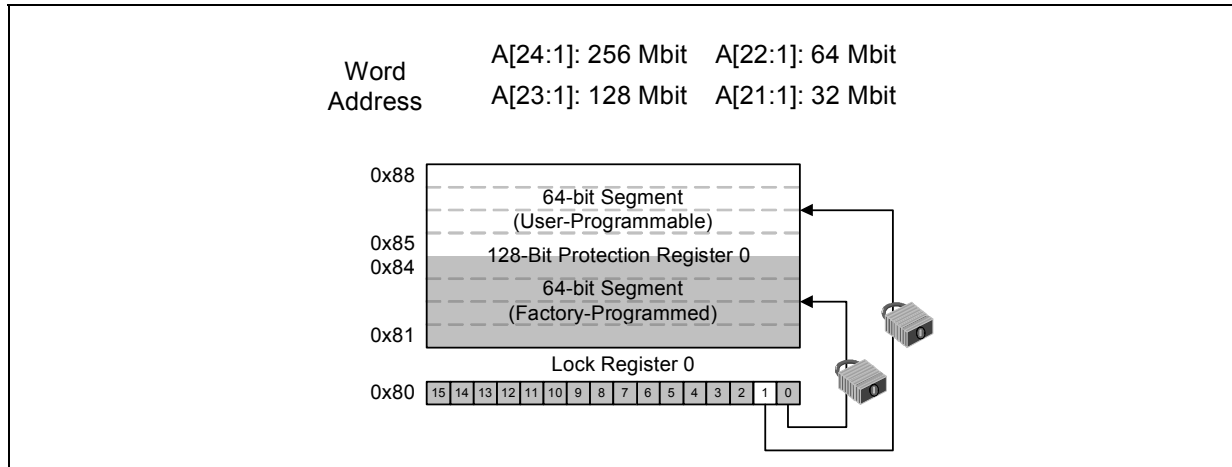 Word
Address
A[24:1]: 256 Mbit A[22:1]: 64 Mbit
A[23:1]: 128 Mbit A[21:1]: 32 Mbit
0x88
64-bit Segment
(User-Programmable)
0x85
128-Bit Protection Register 0
0x84
64-bit Segment
(Factory-Programmed)
0x81
Lock Register 0
0x80 15 14 13 12 11 10 9 8 7 6 5 4 3 2 1 0